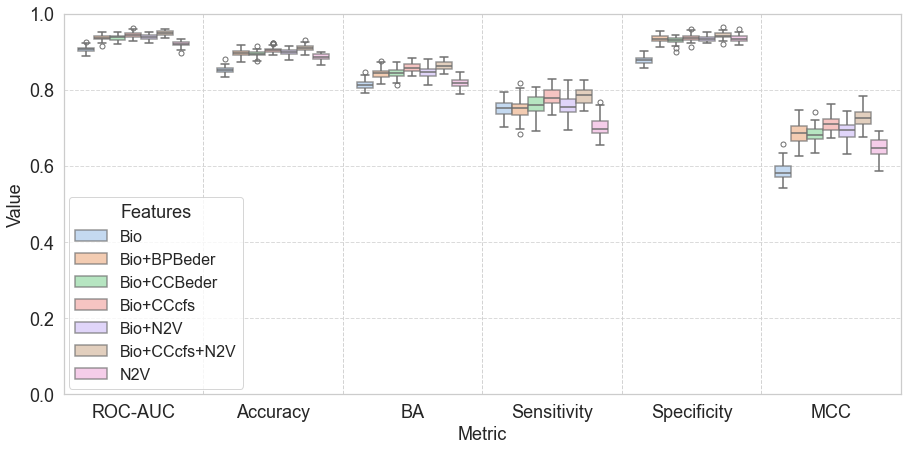 1.0
0.8
0.6
0.4
0.2
0.0
Value
Features
Bio
Bio+BPBeder
Bio+CCBeder
Bio+CCcfs
Bio+N2V
Bio+CCcfs+N2V
N2V
ROC-AUC Accuracy BA Sensitivity Specificity MCC
Metric